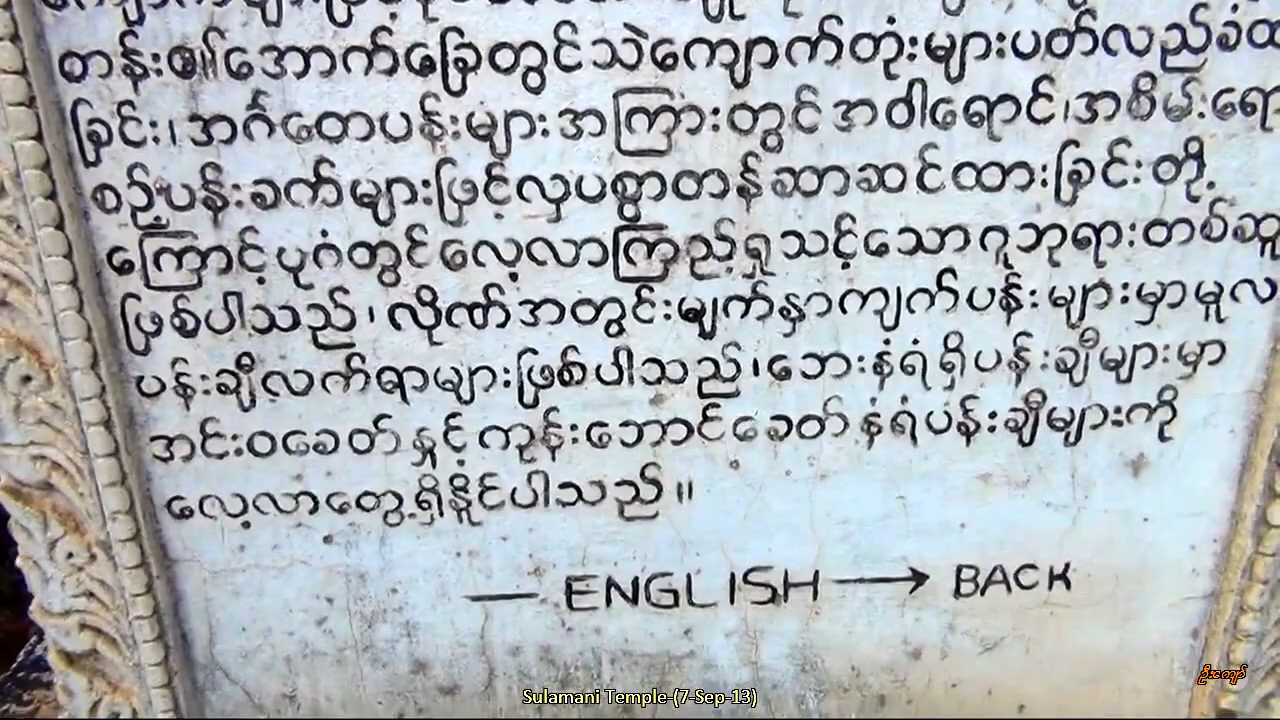 တန်း၏အောက်ခြေတွင်သဲကျောက်တုံးများပတ်လည်ခံထ
ခြင်း၊အင်္ဂတေပန်းများအကြားတွင်အဝါရောင်၊အစိမ်းရော
စဉ့်ပန်းခက်များဖြင့်လှပစွာတန်ဆာဆင်ထားခြင်းတို့
ကြောင့်ပုဂံတွင်လေ့လာကြည့်ရှုသင့်သောဂူဘုရားတစ်ဆူ
ဖြစ်ပါသည်၊လိုဏ်အတွင်းမျက်နှာကျက်ပန်းများမှာမူလ
ပန်းချီလက်ရာများဖြစ်ပါသည်၊ဘေးနံရံရှိပန်းချီများမှာ
အင်းဝခေတ်နှင့်ကုန်းဘောင်ခေတ်နံရံပန်းချီများကို
လေ့လာတွေ့ရှိနိုင်ပါသည်။
— ENGLISH → BACK
ဦးကျော်
Sulamani Temple-(7-Sep-13)